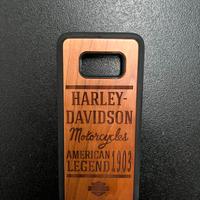 HARLEY-
DAVIDSON
Motorcycles
AMERICAN
LEGEND 1903